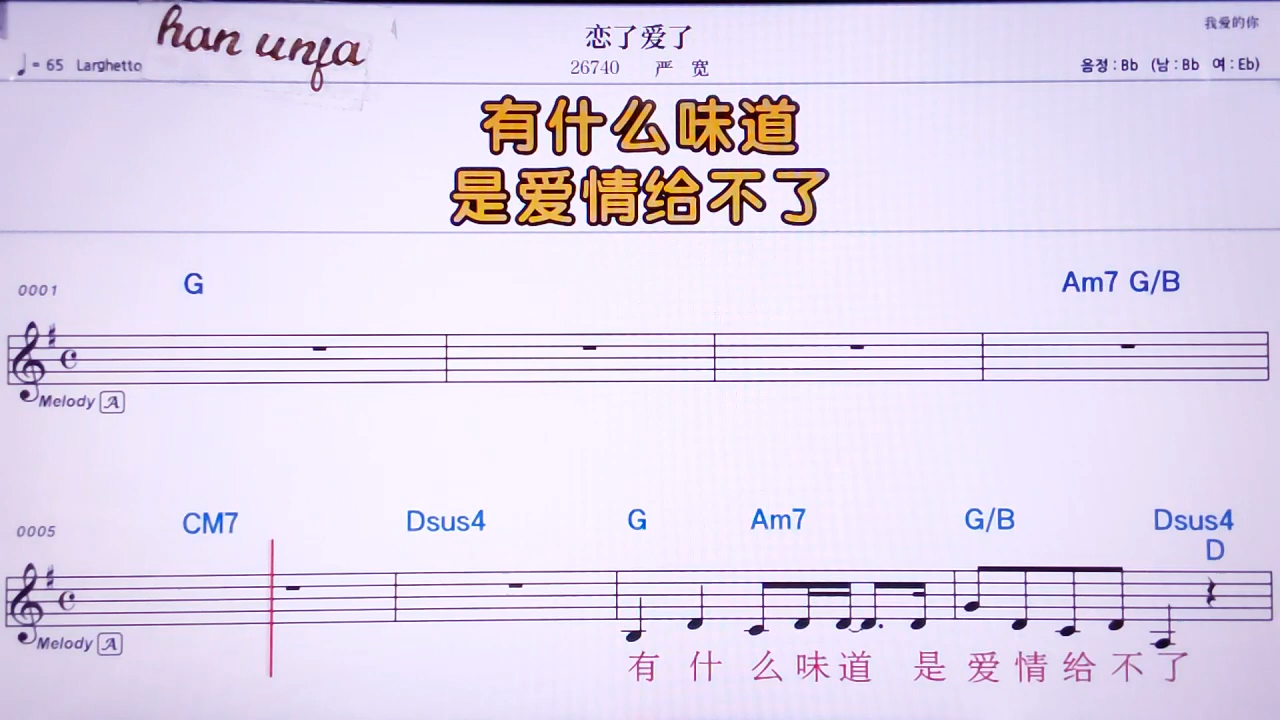 han unfa
恋了爱了
我爱的你
♩= 65 Larghetto
26740 严 宽
음정 : Bb (남 : Bb 여 : Eb)
有什么味道
是爱情给不了
0001
G
Am7 G/B
Melody A
0005
CM7
Dsus4
G
Am7
G/B
Dsus4
D
Melody A
有 什 么 味 道 是 爱 情 给 不 了